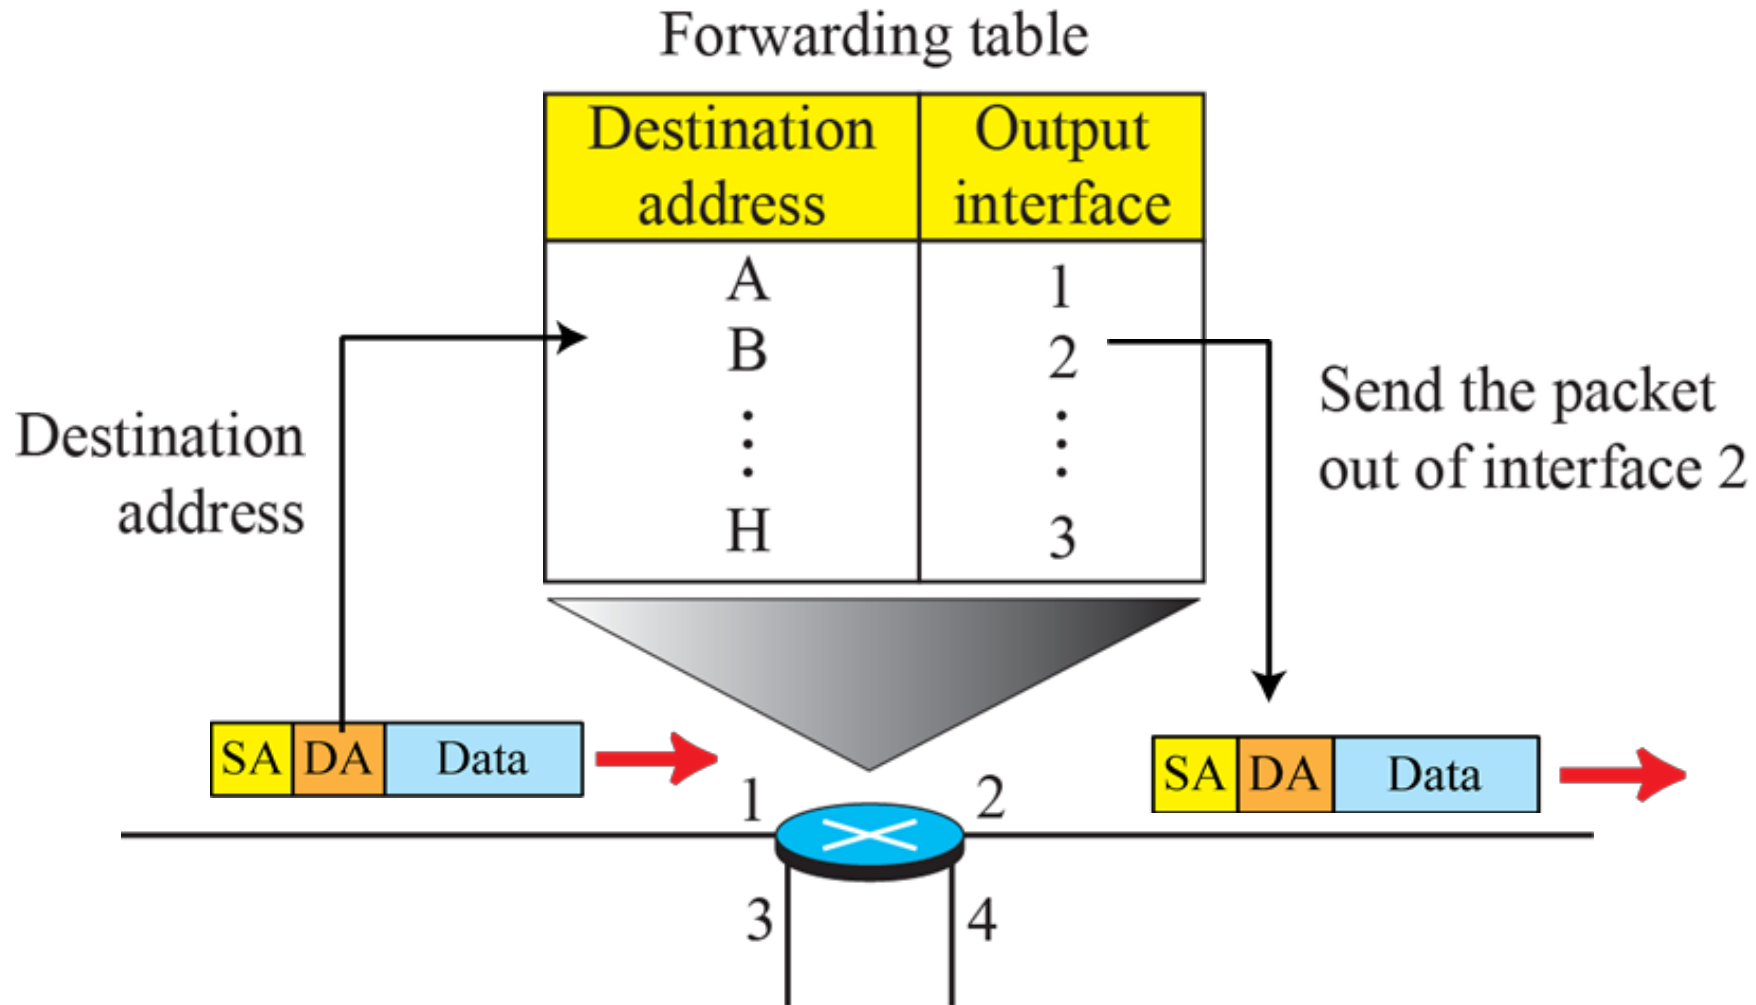 Forwarding table
Destination address
Output interface
A 1
B 2
⋮ ⋮
H 3
Destination
address
Send the packet
out of interface 2
SA DA Data
SA DA Data
1
2
3
4